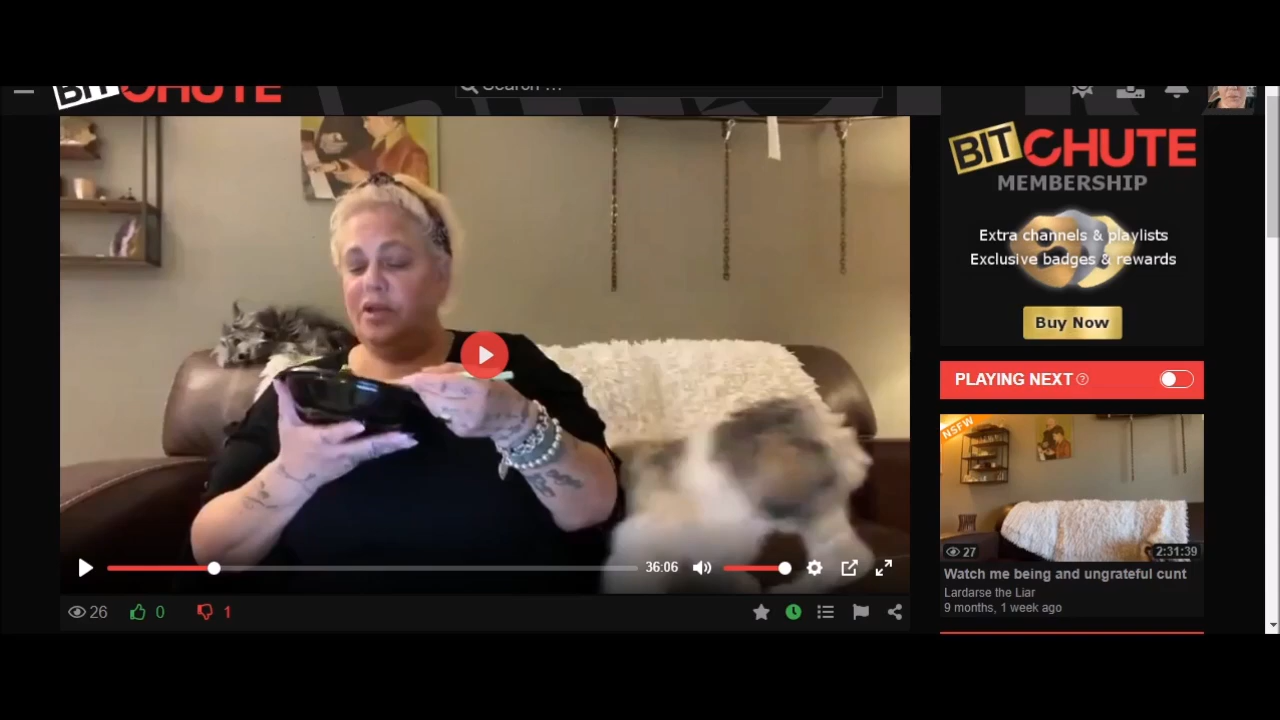 BITCHUTE
Search ...
BITCHUTE
MEMBERSHIP
Extra channels & playlists
Exclusive badges & rewards
Buy Now
PLAYING NEXT
NSFW
27
2:31:39
Watch me being and ungrateful cunt
Lardarse the Liar
9 months, 1 week ago
36:06
26
0
1